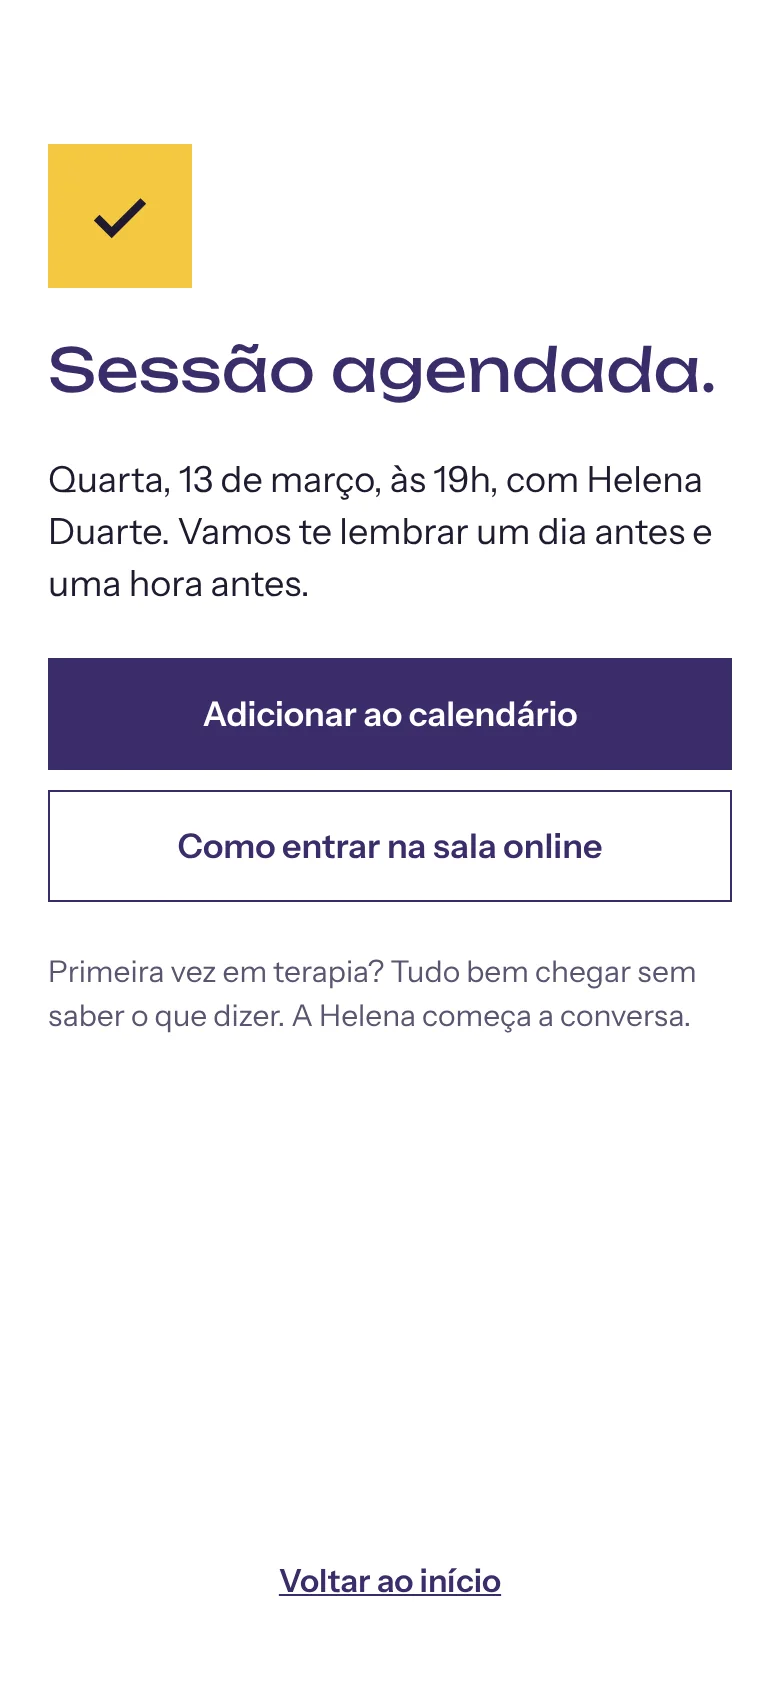 Sessão agendada.
Quarta, 13 de março, às 19h, com Helena
Duarte. Vamos te lembrar um dia antes e
uma hora antes.
Adicionar ao calendário
Como entrar na sala online
Primeira vez em terapia? Tudo bem chegar sem
saber o que dizer. A Helena começa a conversa.
Voltar ao início